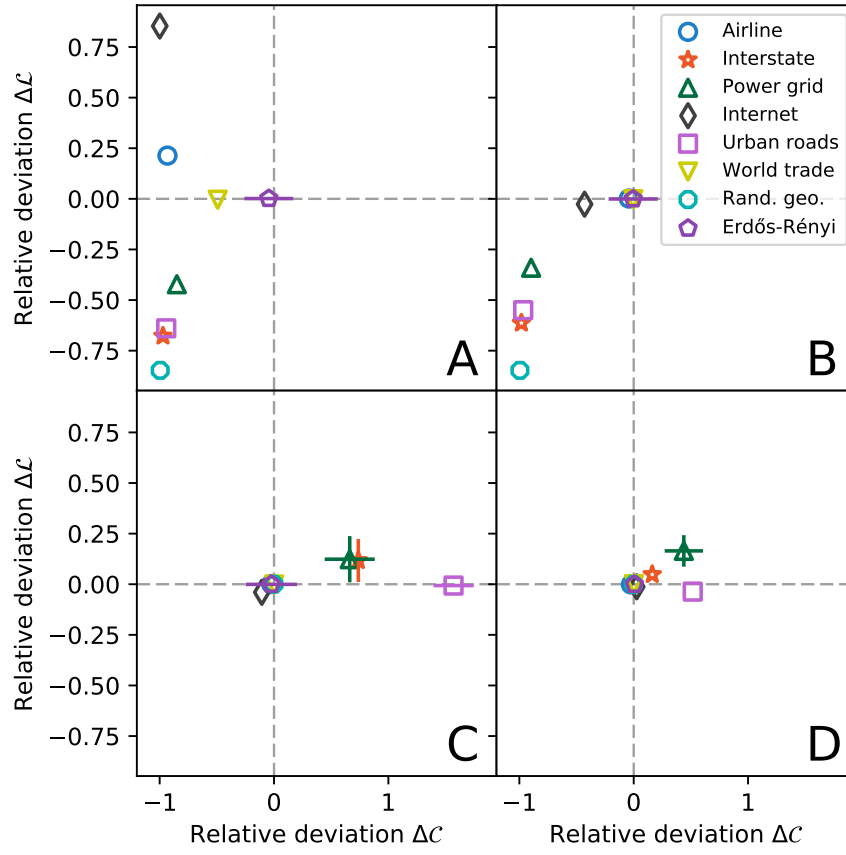 0.75
0.50
0.25
0.00
−0.25
−0.50
−0.75
Relative deviation Δℒ
A
Airline
Interstate
Power grid
Internet
Urban roads
World trade
Rand. geo.
Erdős-Rényi
B
0.75
0.50
0.25
0.00
−0.25
−0.50
−0.75
Relative deviation Δℒ
C
D
−1 0 1
−1 0 1
Relative deviation Δ𝒞
Relative deviation Δ𝒞